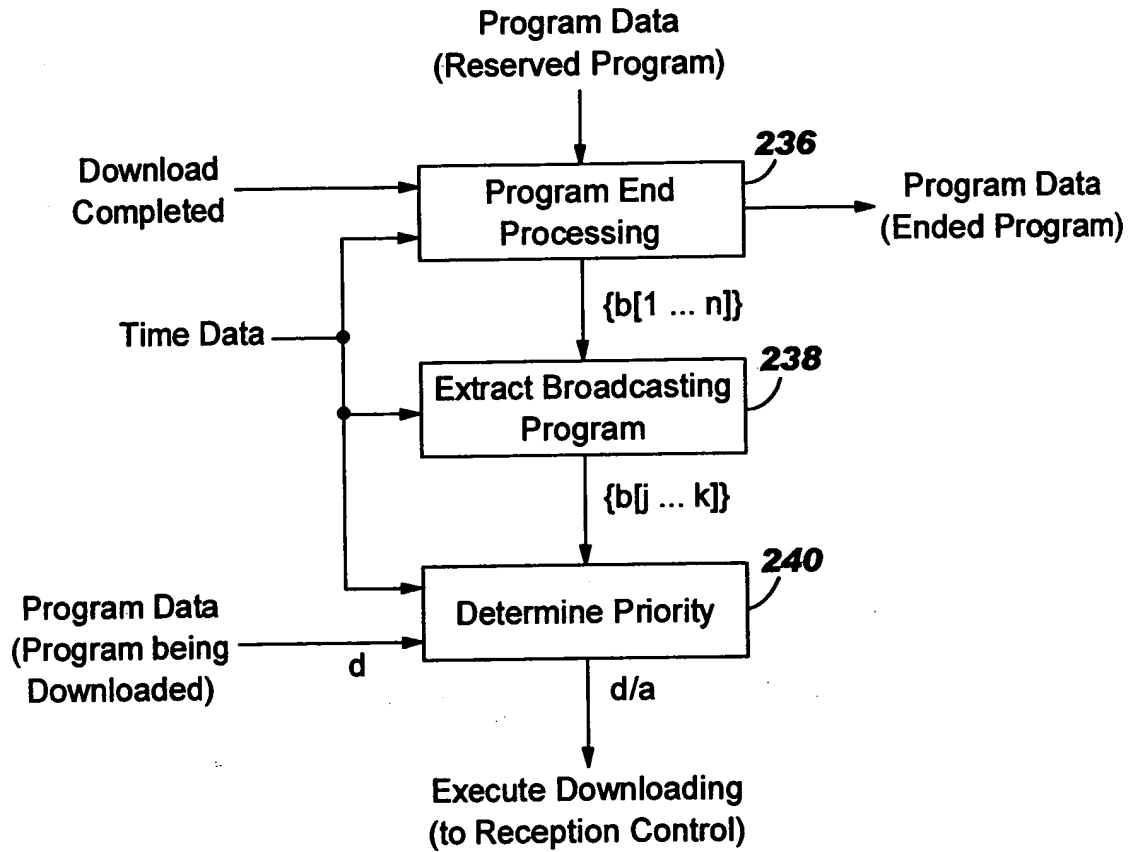 Program Data
(Reserved Program)
236
Download
Completed
Program End
Processing
Program Data
(Ended Program)
{b[1 ... n]}
Time Data
238
Extract Broadcasting
Program
{b[j ... k]}
240
Program Data
(Program being
Downloaded)
d
Determine Priority
d/a
Execute Downloading
(to Reception Control)